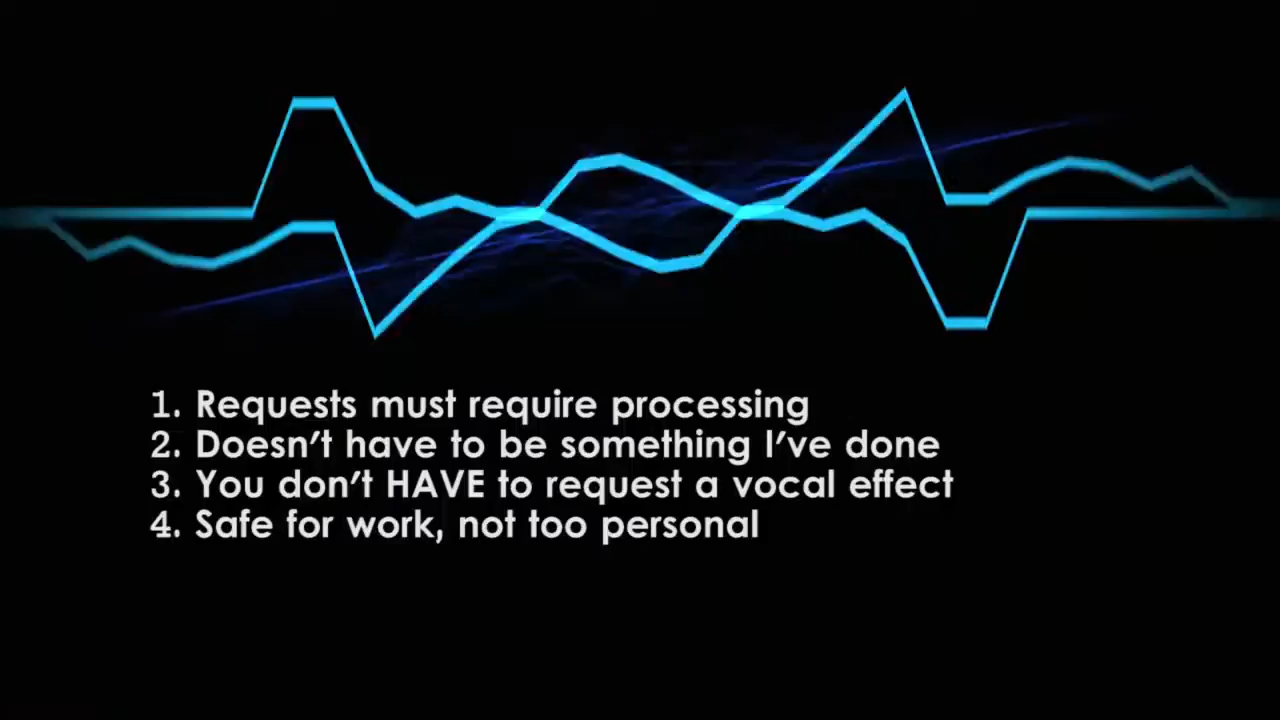 1. Requests must require processing
2. Doesn't have to be something I've done
3. You don't HAVE to request a vocal effect
4. Safe for work, not too personal